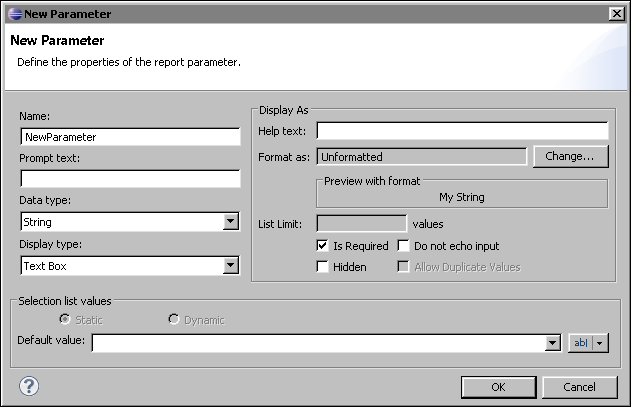 New Parameter
New Parameter
Define the properties of the report parameter.
Name:
NewParameter
Prompt text:
Data type:
String
Display type:
Text Box
Display As
Help text:
Format as: Unformatted Change...
Preview with format
My String
List Limit: values
Is Required Do not echo input
Hidden Allow Duplicate Values
Selection list values
Static Dynamic
Default value: ab|
? OK Cancel